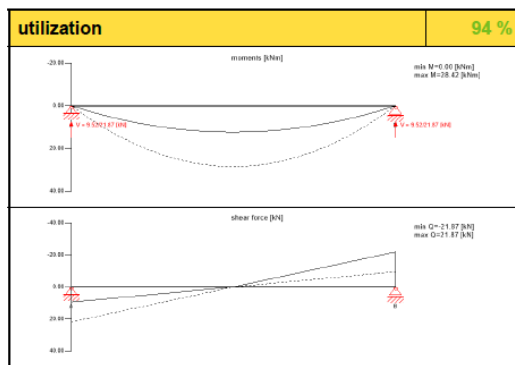 utilization 94 %
moments [kNm]
min M=0.00 [kNm]
max M=28.42 [kNm]
-20.00
0.00
V = 9.52/21.87 [kN] V = 9.52/21.87 [kN]
20.00
40.00
shear force [kN]
min Q=-21.87 [kN]
max Q=21.87 [kN]
-40.00
-20.00
0.00
A B
20.00
40.00